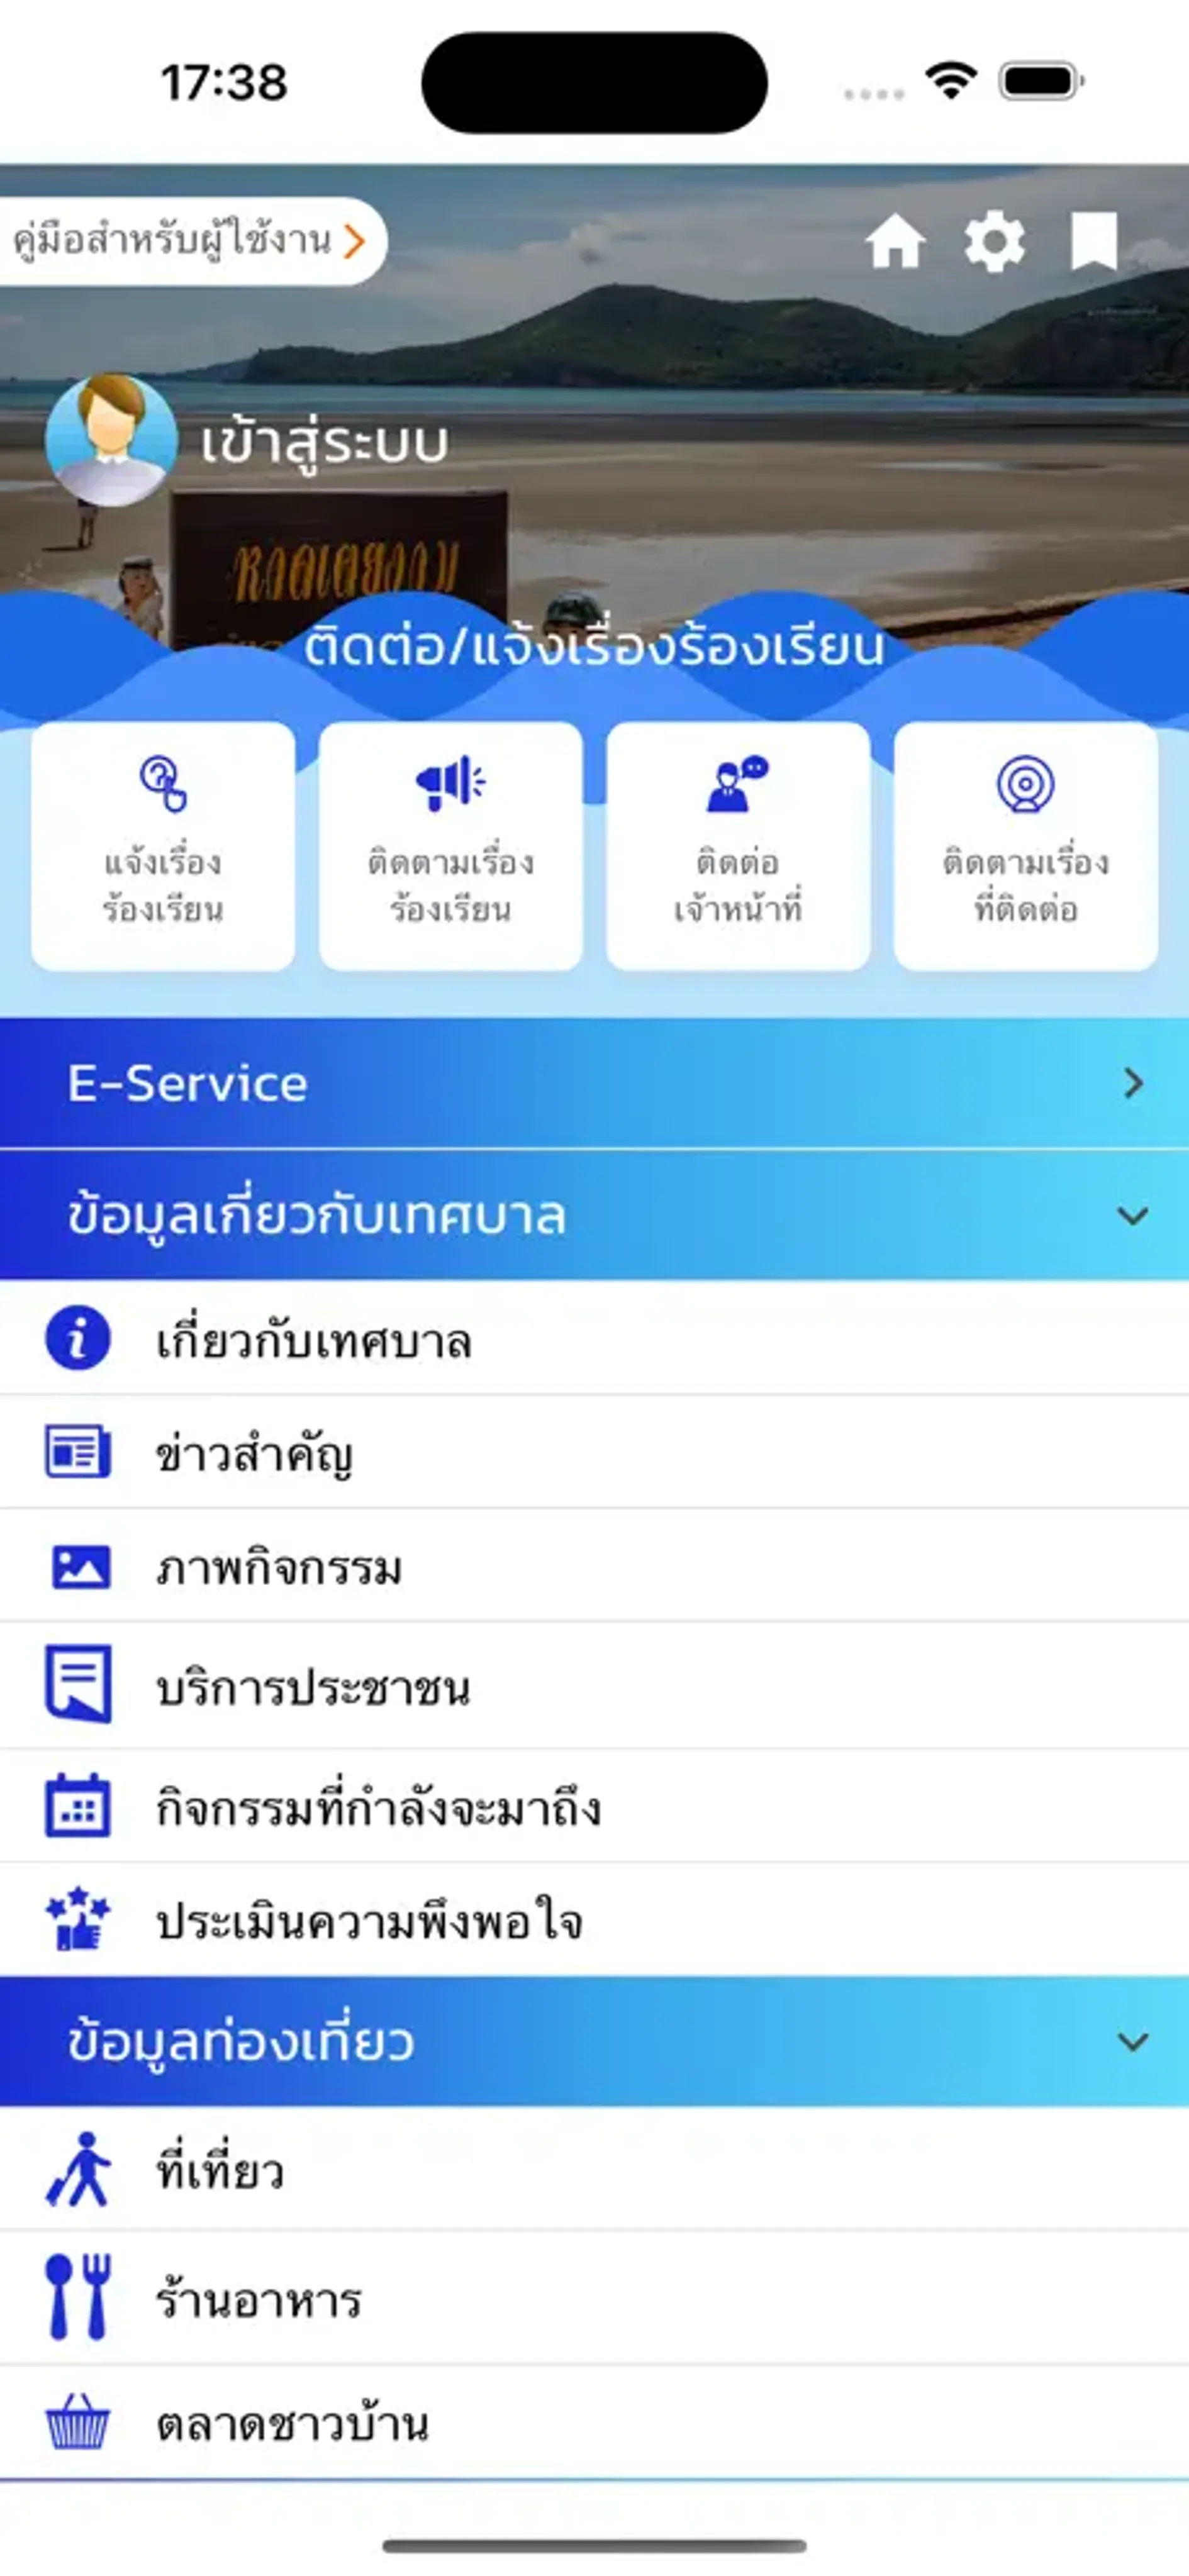 17:38
คู่มือสำหรับผู้ใช้งาน
เข้าสู่ระบบ
หาดเตยงาม
ติดต่อ/แจ้งเรื่องร้องเรียน
แจ้งเรื่อง
ร้องเรียน
ติดตามเรื่อง
ร้องเรียน
ติดต่อ
เจ้าหน้าที่
ติดตามเรื่อง
ที่ติดต่อ
E-Service
ข้อมูลเกี่ยวกับเทศบาล
เกี่ยวกับเทศบาล
ข่าวสำคัญ
ภาพกิจกรรม
บริการประชาชน
กิจกรรมที่กำลังจะมาถึง
ประเมินความพึงพอใจ
ข้อมูลท่องเที่ยว
ที่เที่ยว
ร้านอาหาร
ตลาดชาวบ้าน